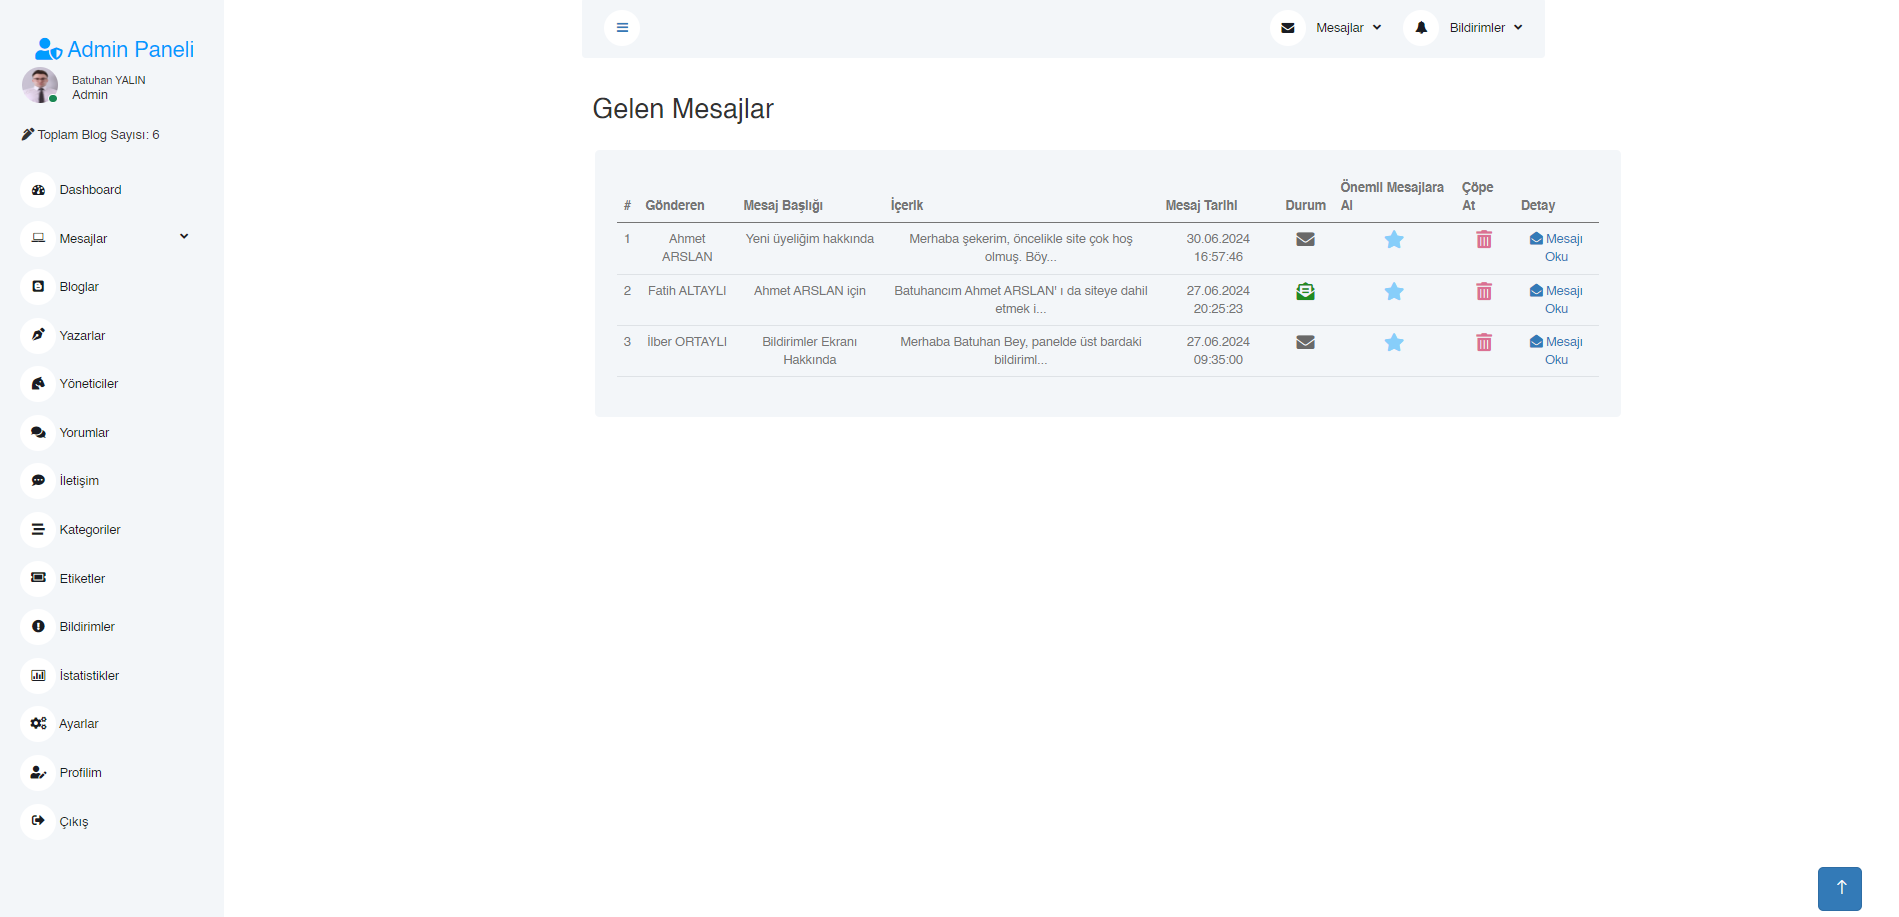 Admin Paneli
Batuhan YALIN
Admin
Toplam Blog Sayısı: 6
Dashboard
Mesajlar
Bloglar
Yazarlar
Yöneticiler
Yorumlar
İletişim
Kategoriler
Etiketler
Bildirimler
İstatistikler
Ayarlar
Profilim
Çıkış
Mesajlar
Bildirimler
Gelen Mesajlar
# Gönderen Mesaj Başlığı İçerik Mesaj Tarihi Durum Önemli Mesajlara Al Çöpe At Detay
1 Ahmet ARSLAN Yeni üyeliğim hakkında Merhaba şekerim, öncelikle site çok hoş olmuş. Böy... 30.06.2024 16:57:46 Mesajı Oku
2 Fatih ALTAYLI Ahmet ARSLAN için Batuhancım Ahmet ARSLAN' ı da siteye dahil etmek i... 27.06.2024 20:25:23 Mesajı Oku
3 İlber ORTAYLI Bildirimler Ekranı Hakkında Merhaba Batuhan Bey, panelde üst bardaki bildiriml... 27.06.2024 09:35:00 Mesajı Oku